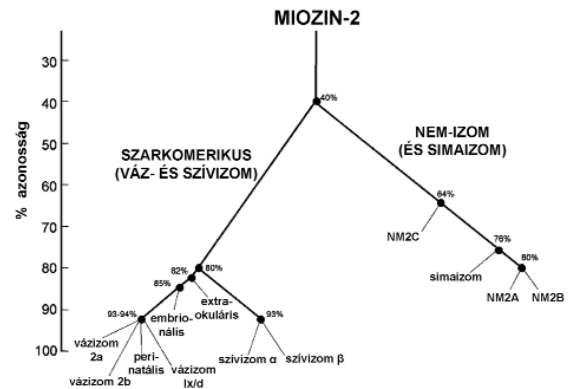 MIOZIN-2
30
40
50
60
70
80
90
100
% azonosság
40%
SZARKOMERIKUS
(VÁZ- ÉS SZÍVIZOM)
NEM-IZOM
(ÉS SIMAIZOM)
64%
NM2C
76%
simaizom
80%
NM2A
NM2B
80%
82%
85%
extra-
okuláris
embrio-
nális
93-94%
93%
vázizom
2a
peri-
natális
vázizom 2b
vázizom
IX/d
szívizom α
szívizom β